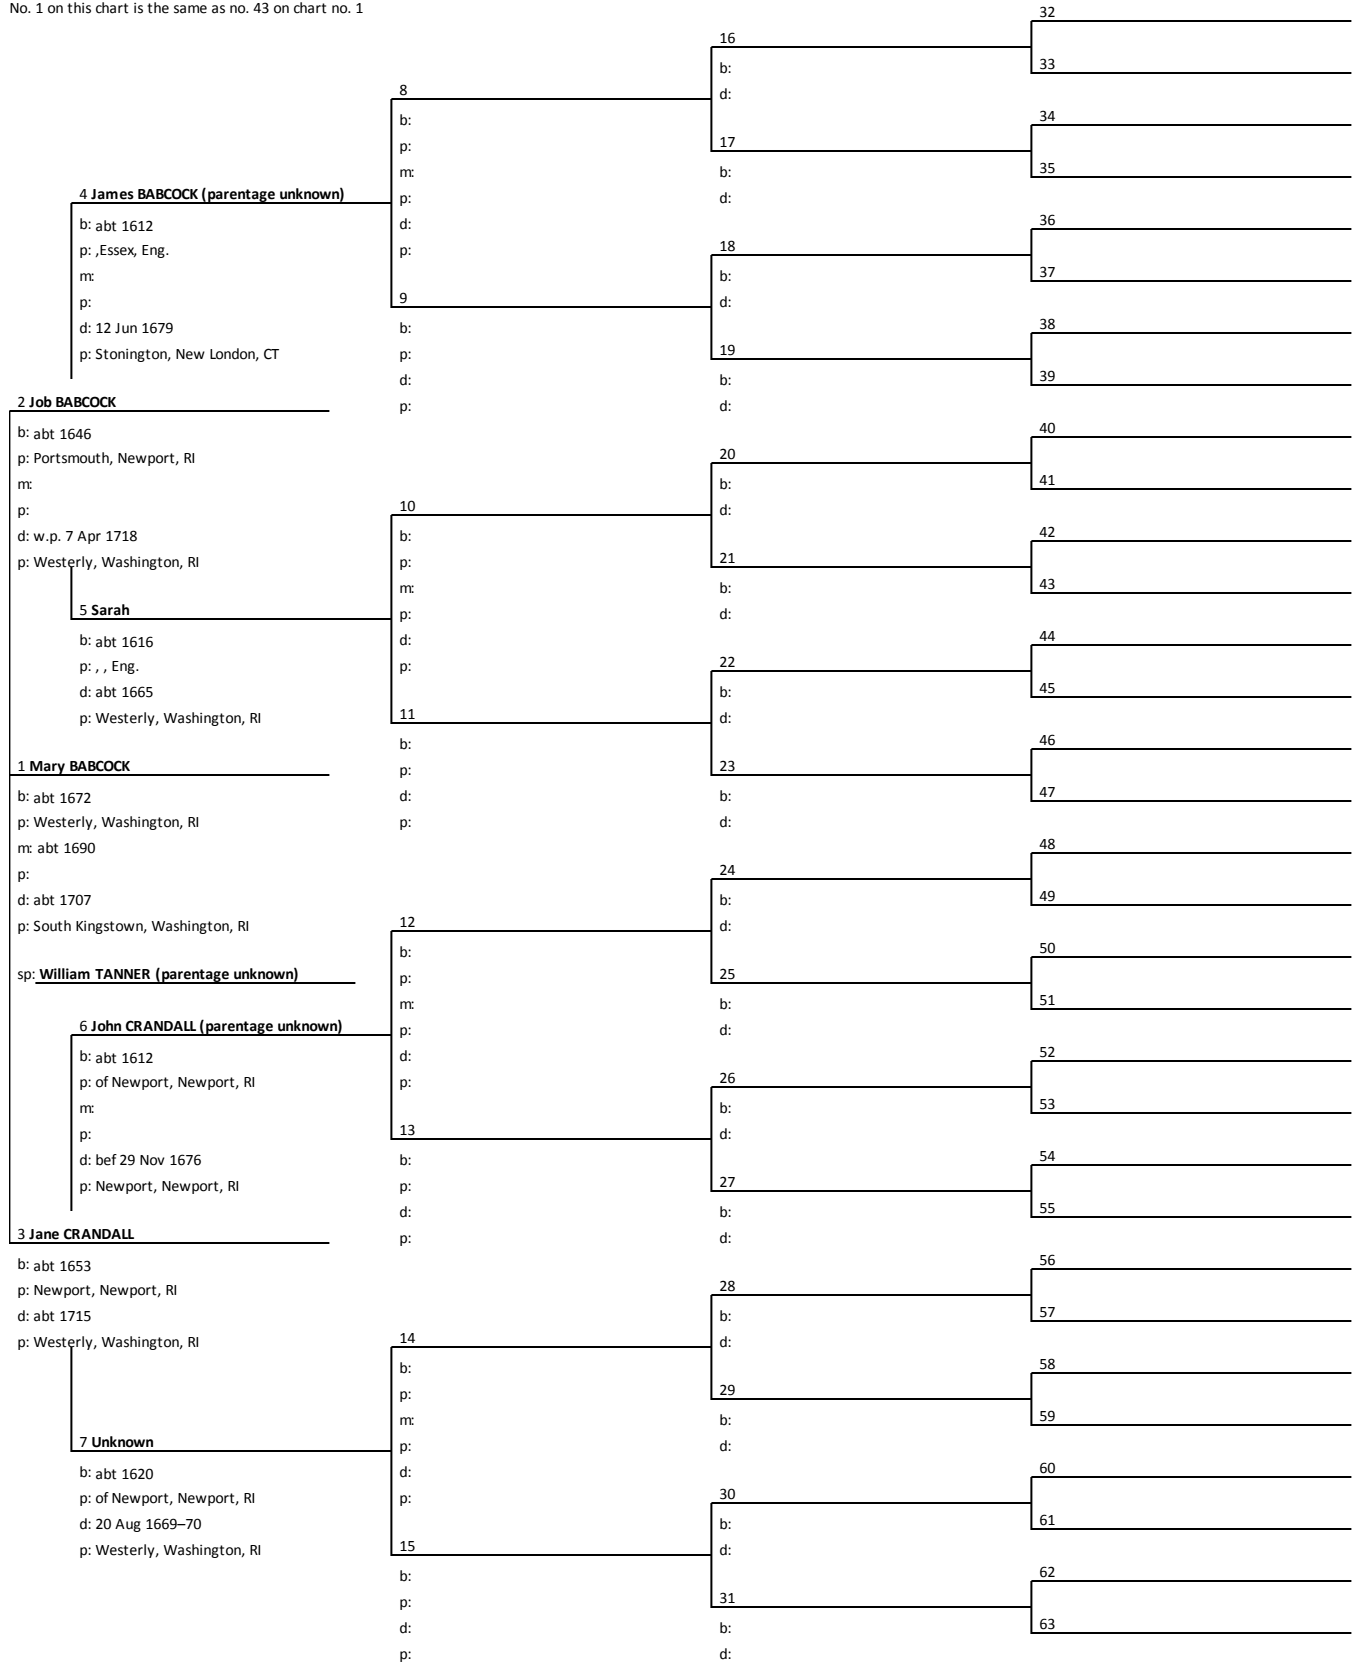 No. 1 on this chart is the same as no. 43 on chart no. 1
4 James BABCOCK (parentage unknown)
b: abt 1612
p: ,Essex, Eng.
m:
p:
d: 12 Jun 1679
p: Stonington, New London, CT
2 Job BABCOCK
b: abt 1646
p: Portsmouth, Newport, RI
m:
p:
d: w.p. 7 Apr 1718
p: Westerly, Washington, RI
5 Sarah
b: abt 1616
p: , , Eng.
d: abt 1665
p: Westerly, Washington, RI
1 Mary BABCOCK
b: abt 1672
p: Westerly, Washington, RI
m: abt 1690
p:
d: abt 1707
p: South Kingstown, Washington, RI
sp: William TANNER (parentage unknown)
6 John CRANDALL (parentage unknown)
b: abt 1612
p: of Newport, Newport, RI
m:
p:
d: bef 29 Nov 1676
p: Newport, Newport, RI
3 Jane CRANDALL
b: abt 1653
p: Newport, Newport, RI
d: abt 1715
p: Westerly, Washington, RI
7 Unknown
b: abt 1620
p: of Newport, Newport, RI
d: 20 Aug 1669–70
p: Westerly, Washington, RI
8
b:
p:
m:
p:
d:
p:
9
b:
p:
d:
p:
10
b:
p:
m:
p:
d:
p:
11
b:
p:
d:
p:
12
b:
p:
m:
p:
d:
p:
13
b:
p:
d:
p:
14
b:
p:
m:
p:
d:
p:
15
b:
p:
d:
p:
16
b:
d:
17
b:
d:
18
b:
d:
19
b:
d:
20
b:
d:
21
b:
d:
22
b:
d:
23
b:
d:
24
b:
d:
25
b:
d:
26
b:
d:
27
b:
d:
28
b:
d:
29
b:
d:
30
b:
d:
31
b:
d:
32
33
34
35
36
37
38
39
40
41
42
43
44
45
46
47
48
49
50
51
52
53
54
55
56
57
58
59
60
61
62
63